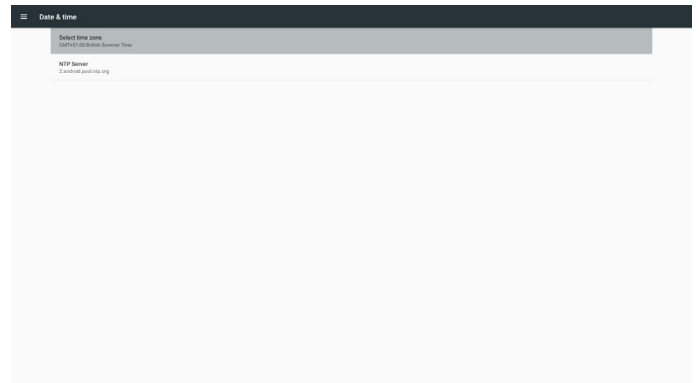 Date & time
Select time zone
GMT+01:00 British Summer Time
NTP Server
2.android.pool.ntp.org